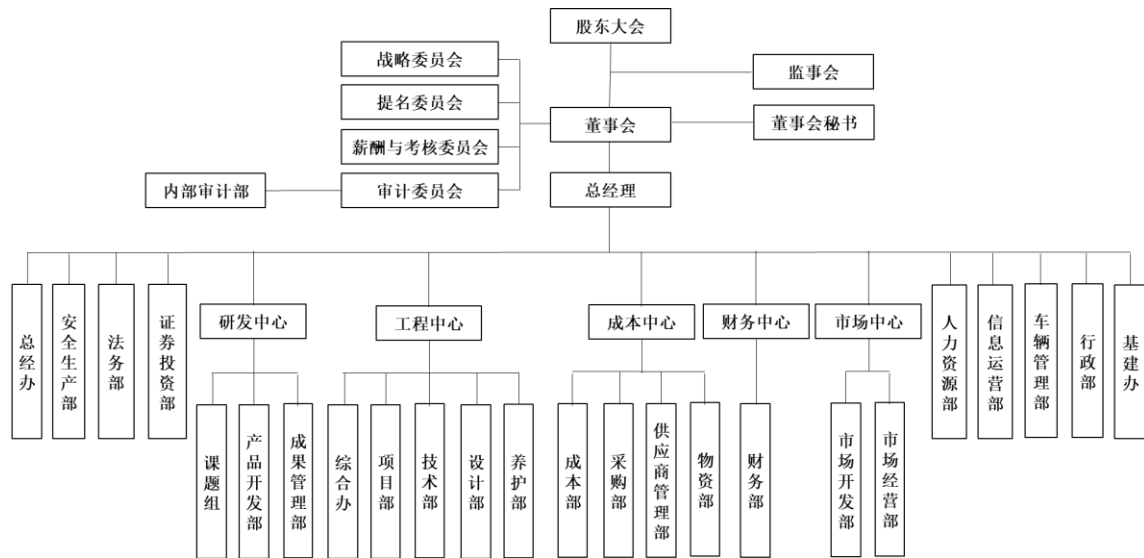 股东大会
战略委员会
监事会
提名委员会
董事会
董事会秘书
薪酬与考核委员会
内部审计部
审计委员会
总经理
总经办
安全生产部
法务部
证券投资部
研发中心
工程中心
成本中心
财务中心
市场中心
人力资源部
信息运营部
车辆管理部
行政部
基建办
课题组
产品开发部
成果管理部
综合办
项目部
技术部
设计部
养护部
成本部
采购部
供应商管理部
物资部
财务部
市场开发部
市场经营部